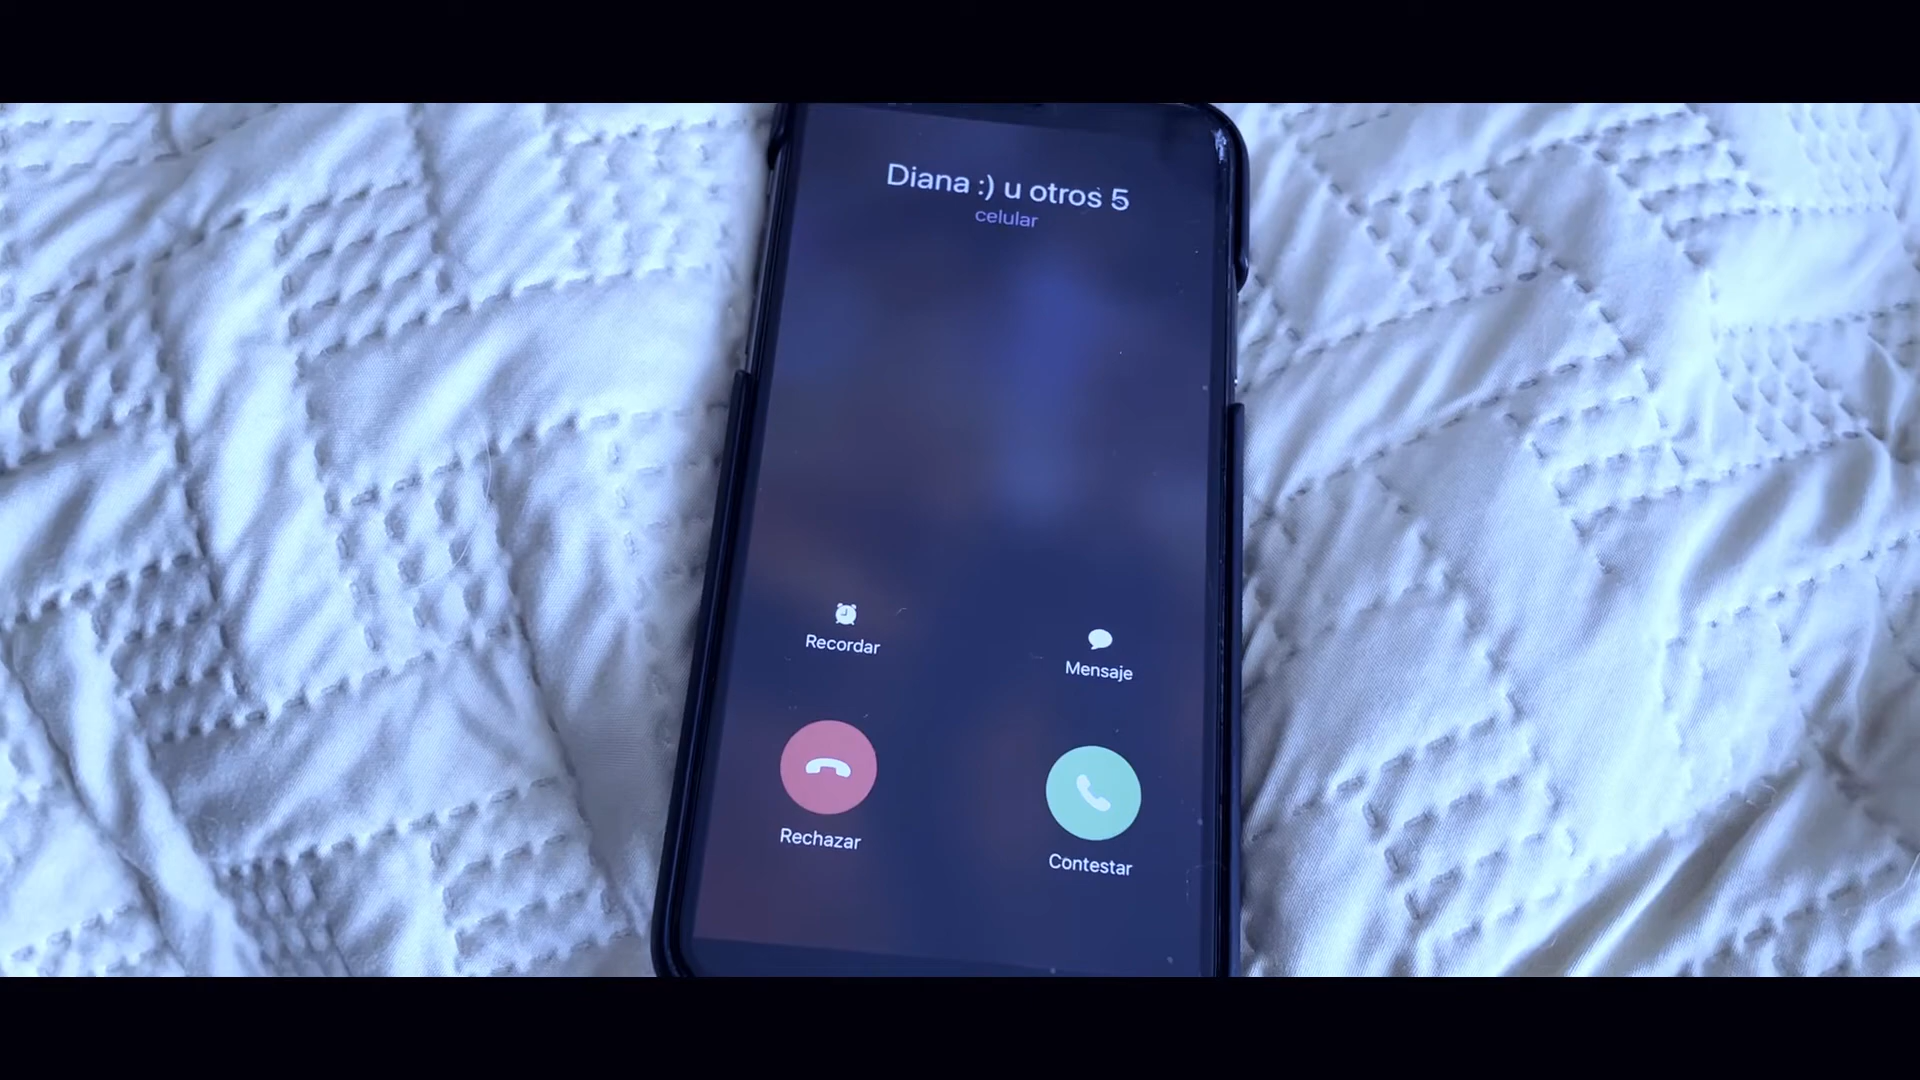 Diana :) u otros 5
celular
Recordar
Mensaje
Rechazar
Contestar